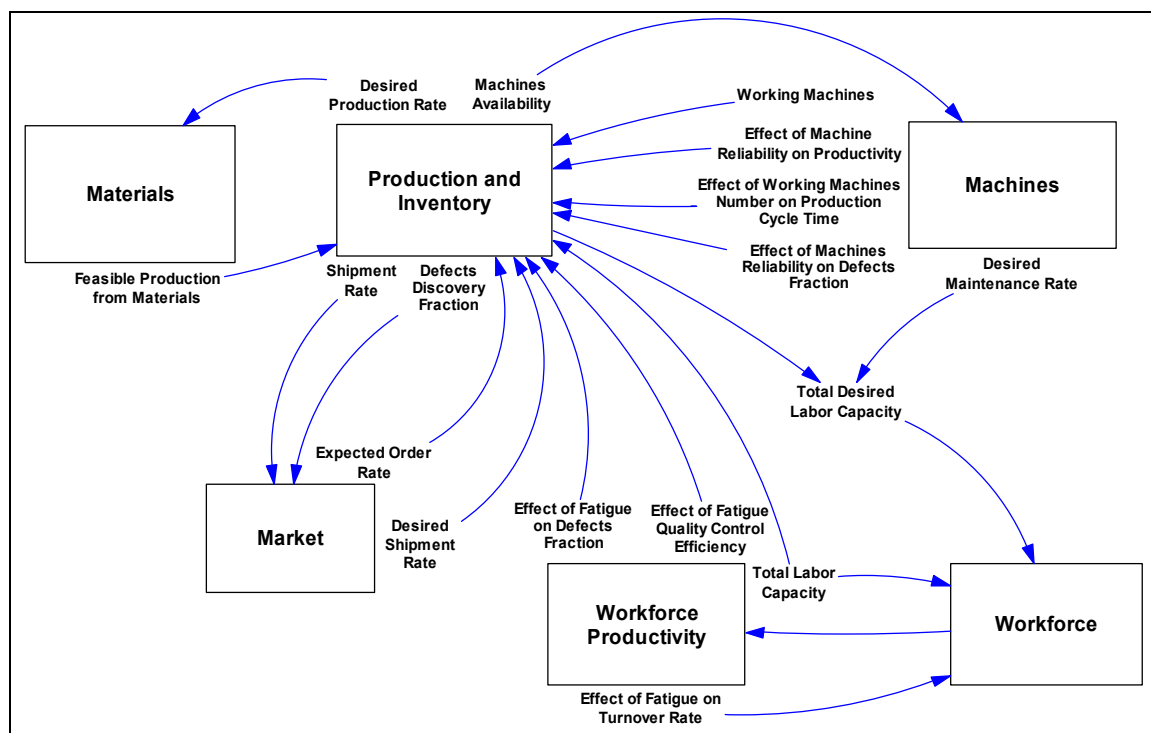 Desired
Production Rate
Machines
Availability
Working Machines
Effect of Machine
Reliability on Productivity
Materials
Production and
Inventory
Machines
Effect of Working Machines
Number on Production
Cycle Time
Effect of Machines
Reliability on Defects
Fraction
Feasible Production
from Materials
Shipment
Rate
Defects
Discovery
Fraction
Desired
Maintenance Rate
Total Desired
Labor Capacity
Expected Order
Rate
Market
Desired
Shipment
Rate
Effect of Fatigue
on Defects
Fraction
Effect of Fatigue
Quality Control
Efficiency
Total Labor
Capacity
Workforce
Productivity
Workforce
Effect of Fatigue on
Turnover Rate